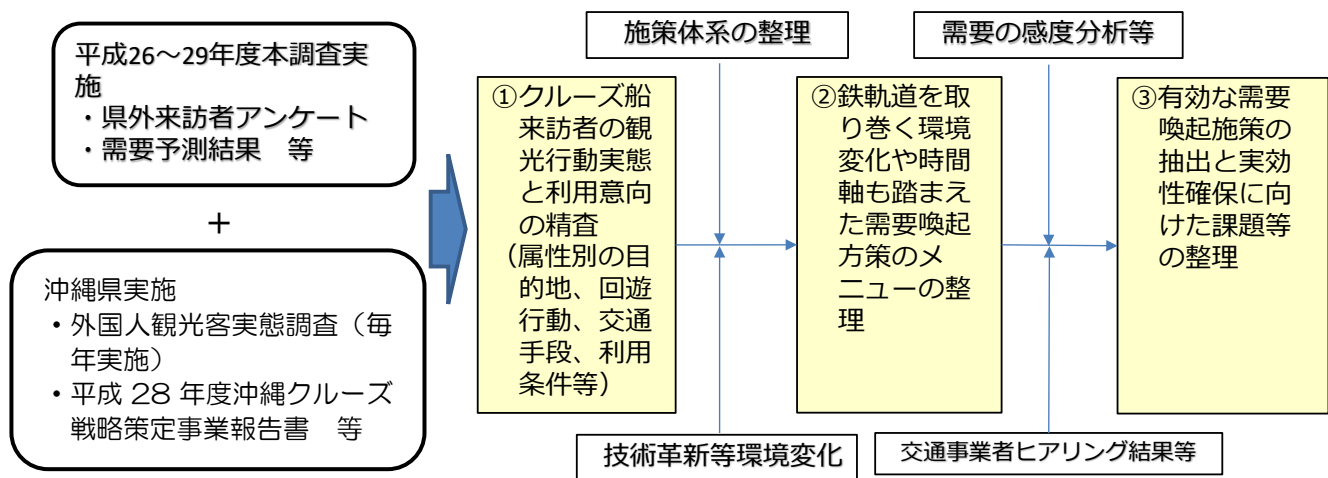 平成26～29年度本調査実
施
・県外来訪者アンケート
・需要予測結果　等
＋
沖縄県実施
・外国人観光客実態調査（毎
年実施）
・平成 28 年度沖縄クルーズ
戦略策定事業報告書　等
①クルーズ船
来訪者の観
光行動実態
と利用意向
の精査
（属性別の目
的地、回遊
行動、交通
手段、利用
条件等）
施策体系の整理
技術革新等環境変化
②鉄軌道を取
り巻く環境
変化や時間
軸も踏まえ
た需要喚起
方策のメ
ニューの整
理
需要の感度分析等
交通事業者ヒアリング結果等
③有効な需要
喚起施策の
抽出と実効
性確保に向
けた課題等
の整理